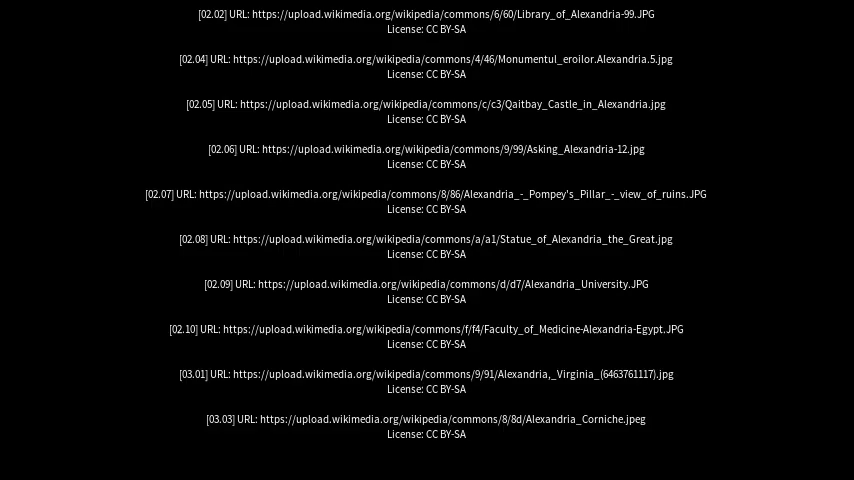 [02.02] URL: https://upload.wikimedia.org/wikipedia/commons/6/60/Library_of_Alexandria-99.JPG
License: CC BY-SA
[02.04] URL: https://upload.wikimedia.org/wikipedia/commons/4/46/Monumentul_eroilor.Alexandria.5.jpg
License: CC BY-SA
[02.05] URL: https://upload.wikimedia.org/wikipedia/commons/c/c3/Qaitbay_Castle_in_Alexandria.jpg
License: CC BY-SA
[02.06] URL: https://upload.wikimedia.org/wikipedia/commons/9/99/Asking_Alexandria-12.jpg
License: CC BY-SA
[02.07] URL: https://upload.wikimedia.org/wikipedia/commons/8/86/Alexandria_-_Pompey's_Pillar_-_view_of_ruins.JPG
License: CC BY-SA
[02.08] URL: https://upload.wikimedia.org/wikipedia/commons/a/a1/Statue_of_Alexandria_the_Great.jpg
License: CC BY-SA
[02.09] URL: https://upload.wikimedia.org/wikipedia/commons/d/d7/Alexandria_University.JPG
License: CC BY-SA
[02.10] URL: https://upload.wikimedia.org/wikipedia/commons/f/f4/Faculty_of_Medicine-Alexandria-Egypt.JPG
License: CC BY-SA
[03.01] URL: https://upload.wikimedia.org/wikipedia/commons/9/91/Alexandria,_Virginia_(6463761117).jpg
License: CC BY-SA
[03.03] URL: https://upload.wikimedia.org/wikipedia/commons/8/8d/Alexandria_Corniche.jpeg
License: CC BY-SA